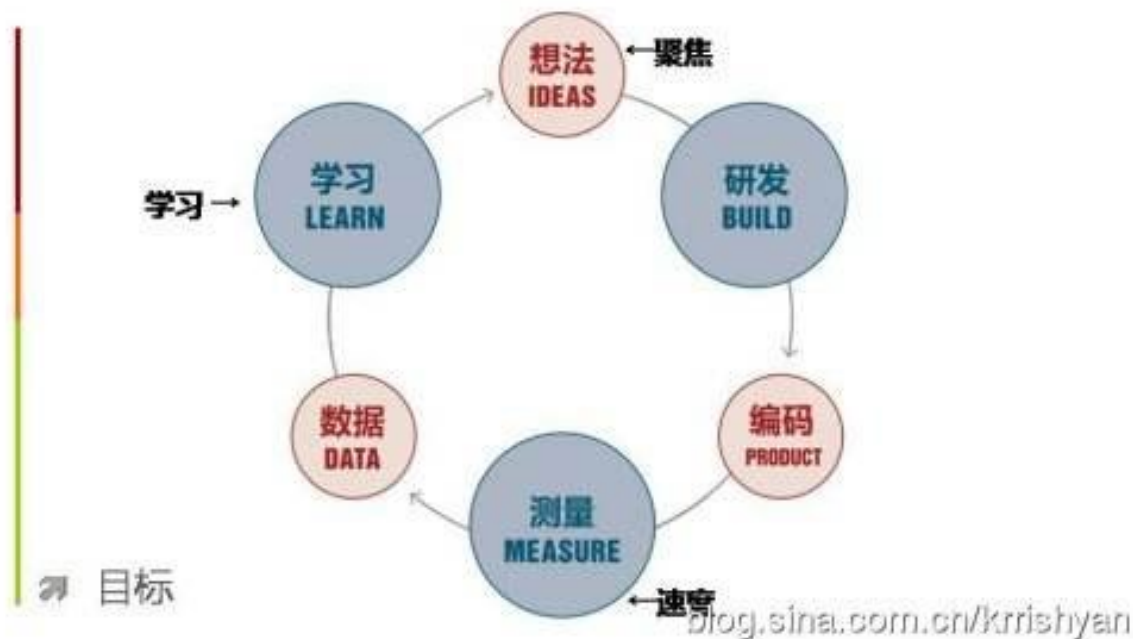 想法
IDEAS
←聚焦
学习
LEARN
研发
BUILD
学习→
数据
DATA
编码
PRODUCT
测量
MEASURE
目标
←速度
blog.sina.com.cn/krrishyan